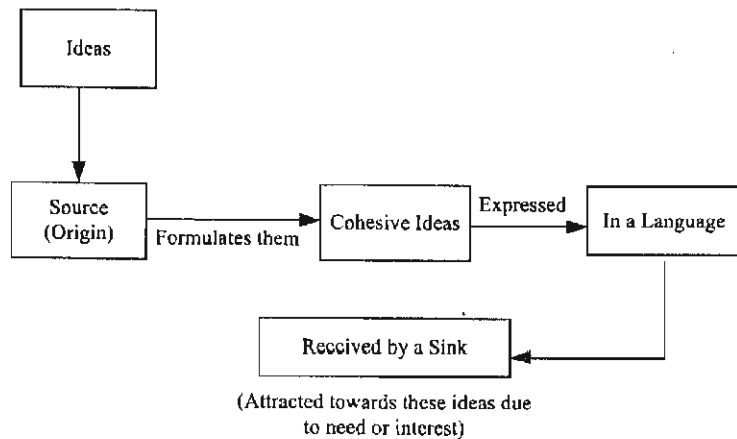 Ideas
Source
(Origin)
Formulates them
Cohesive Ideas
Expressed
In a Language
Received by a Sink
(Attracted towards these ideas due
to need or interest)